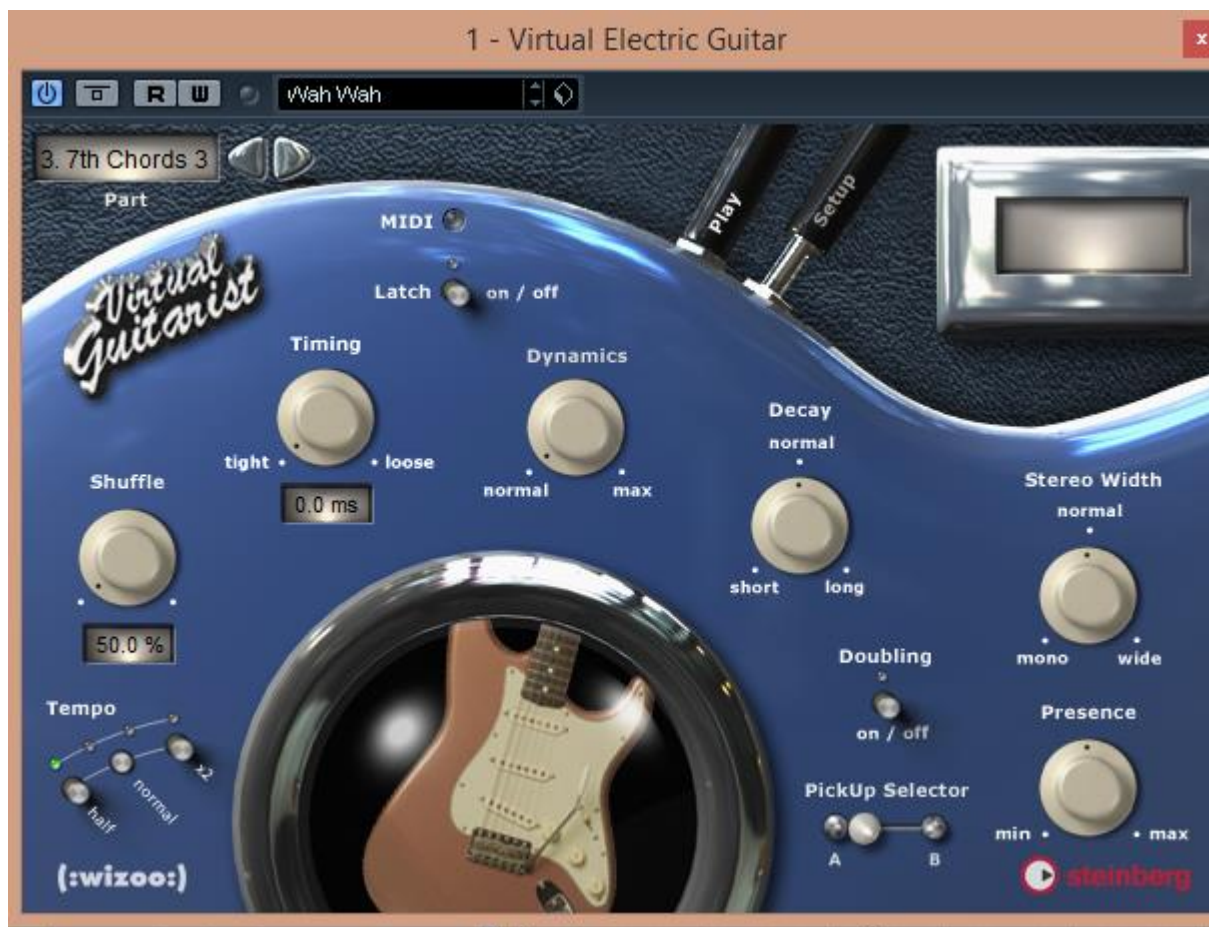 1 - Virtual Electric Guitar
x
R W Wah Wah
3. 7th Chords 3
Part
MIDI
Play
Setup
Virtual
Guitarist
Latch on / off
Timing
tight loose
0.0 ms
Dynamics
normal max
Decay
normal
short long
Stereo Width
normal
mono wide
Shuffle
50.0 %
Doubling
on / off
Tempo
half
normal
x2
Presence
min max
PickUp Selector
A B
(:wizoo:)
steinberg